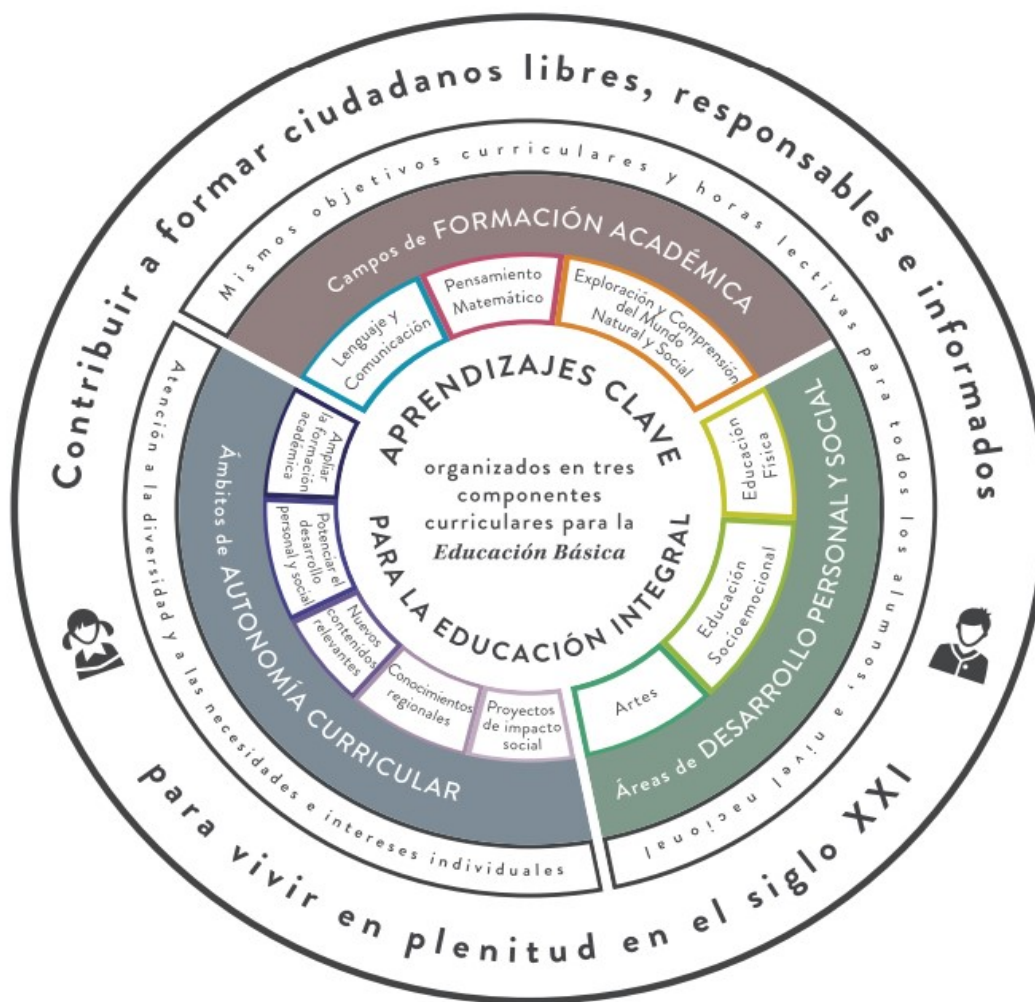 Contribuir a formar ciudadanos libres, responsables e informados
para vivir en plenitud en el siglo XXI
Mismos objetivos curriculares y horas lectivas para todos los alumnos, a nivel nacional
Atención a la diversidad y a las necesidades e intereses individuales
Campos de FORMACIÓN ACADÉMICA
Lenguaje y
Comunicación
Pensamiento
Matemático
Exploración y Comprensión
del Mundo
Natural y Social
Áreas de DESARROLLO PERSONAL Y SOCIAL
Educación
Física
Educación
Socioemocional
Artes
Ámbitos de AUTONOMÍA CURRICULAR
Ampliar
la formación
académica
Potenciar el
desarrollo
personal y social
Nuevos
contenidos
relevantes
Conocimientos
regionales
Proyectos
de impacto
social
APRENDIZAJES CLAVE
organizados en tres
componentes
curriculares para la
Educación Básica
PARA LA EDUCACIÓN INTEGRAL